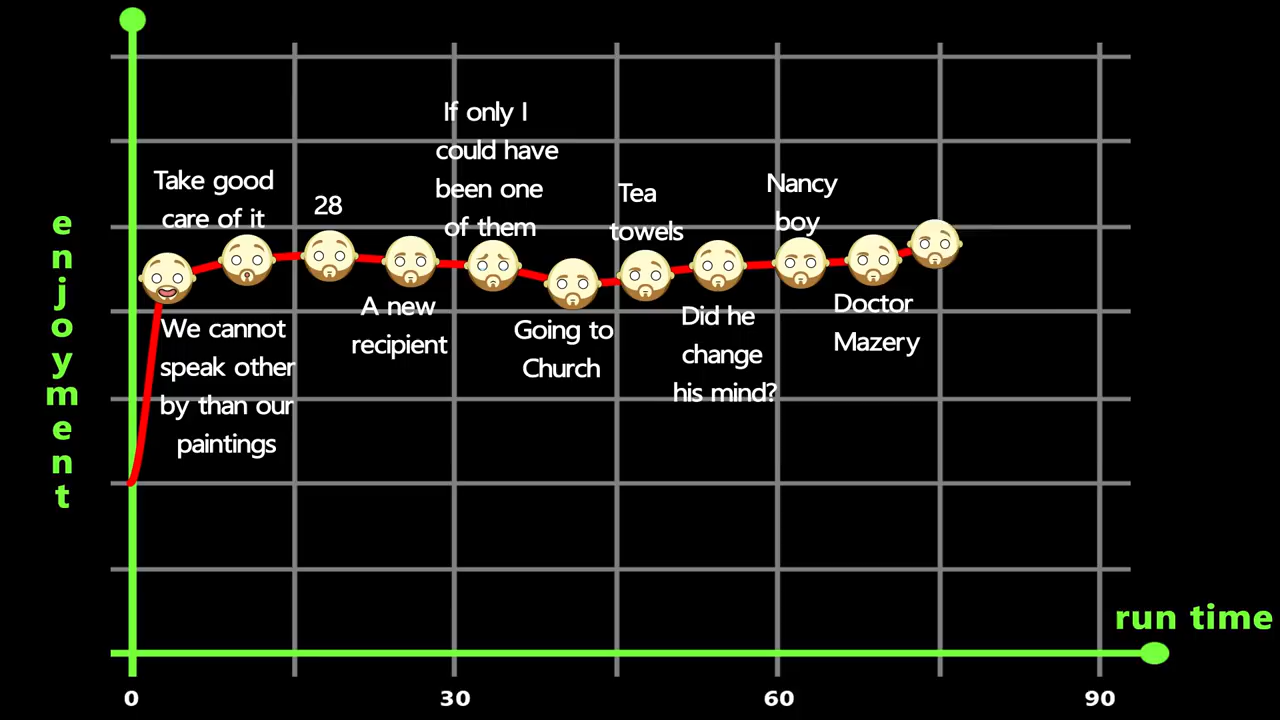 enjoyment
Take good
care of it
We cannot
speak other
by than our
paintings
28
A new
recipient
If only I
could have
been one
of them
Going to
Church
Tea
towels
Did he
change
his mind?
Nancy
boy
Doctor
Mazery
run time
0
30
60
90